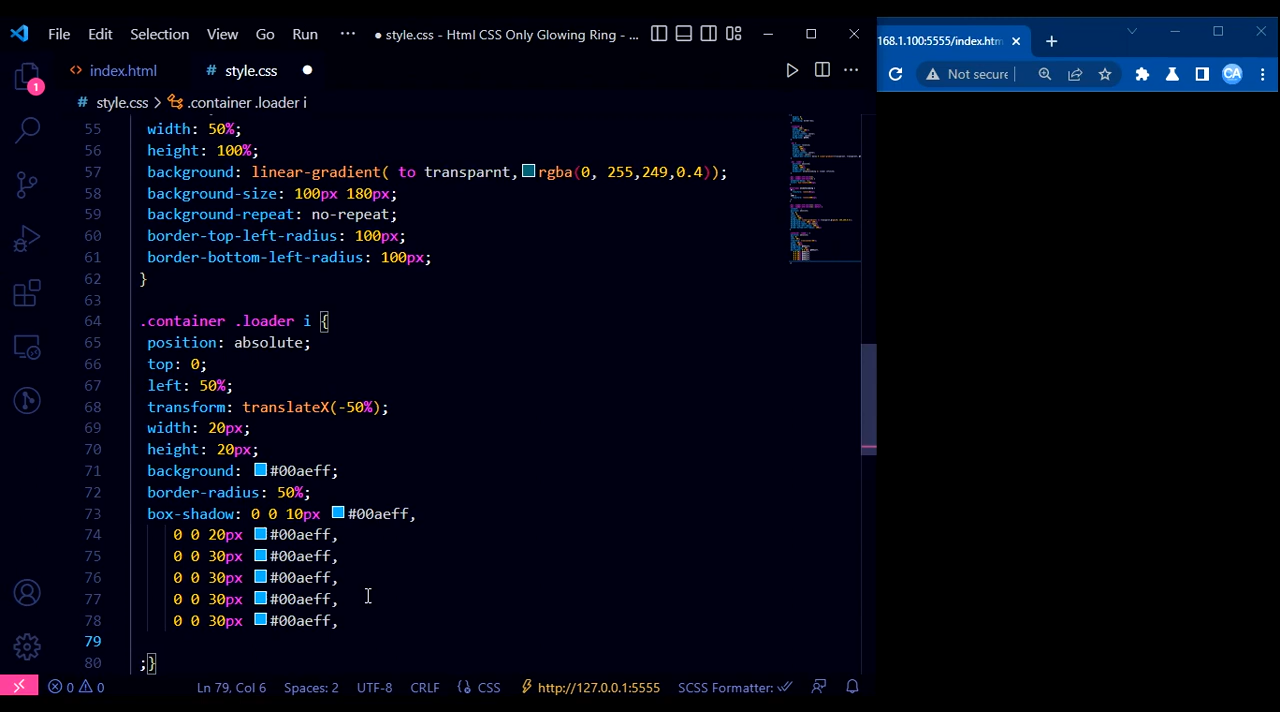 File Edit Selection View Go Run ··· ● style.css - Html CSS Only Glowing Ring - ...
<> index.html # style.css ●
1
# style.css > .container .loader i
55 width: 50%;
56 height: 100%;
57 background: linear-gradient( to transparnt, rgba(0, 255,249,0.4));
58 background-size: 100px 180px;
59 background-repeat: no-repeat;
60 border-top-left-radius: 100px;
61 border-bottom-left-radius: 100px;
62 }
63
64 .container .loader i {
65 position: absolute;
66 top: 0;
67 left: 50%;
68 transform: translateX(-50%);
69 width: 20px;
70 height: 20px;
71 background: #00aeff;
72 border-radius: 50%;
73 box-shadow: 0 0 10px #00aeff,
74 0 0 20px #00aeff,
75 0 0 30px #00aeff,
76 0 0 30px #00aeff,
77 0 0 30px #00aeff,
78 0 0 30px #00aeff,
79
80 ;}
0 0 Ln 79, Col 6 Spaces: 2 UTF-8 CRLF CSS http://127.0.0.1:5555 SCSS Formatter:
68.1.100:5555/index.htm
Not secure CA